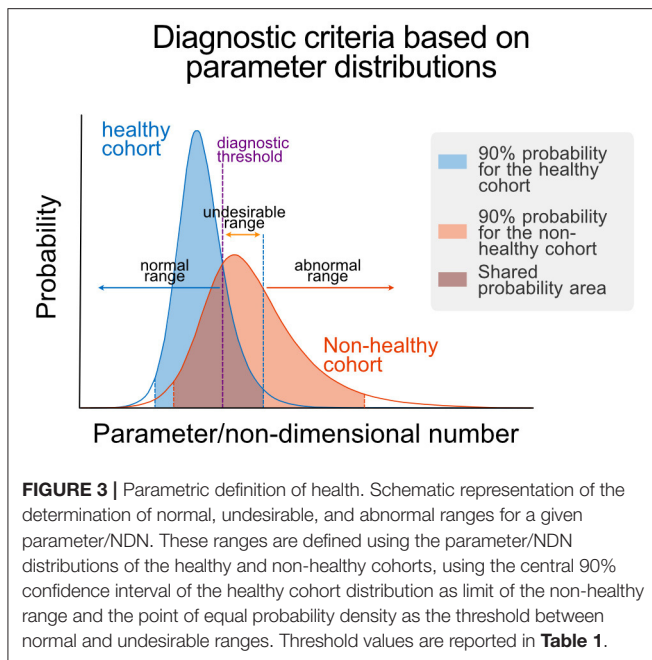 Diagnostic criteria based on
parameter distributions
healthy
cohort
diagnostic
threshold
undesirable
range
normal
range
abnormal
range
Non-healthy
cohort
Probability
Parameter/non-dimensional number
90% probability
for the healthy
cohort
90% probability
for the non-
healthy cohort
Shared
probability area
FIGURE 3 | Parametric definition of health. Schematic representation of the
determination of normal, undesirable, and abnormal ranges for a given
parameter/NDN. These ranges are defined using the parameter/NDN
distributions of the healthy and non-healthy cohorts, using the central 90%
confidence interval of the healthy cohort distribution as limit of the non-healthy
range and the point of equal probability density as the threshold between
normal and undesirable ranges. Threshold values are reported in Table 1.